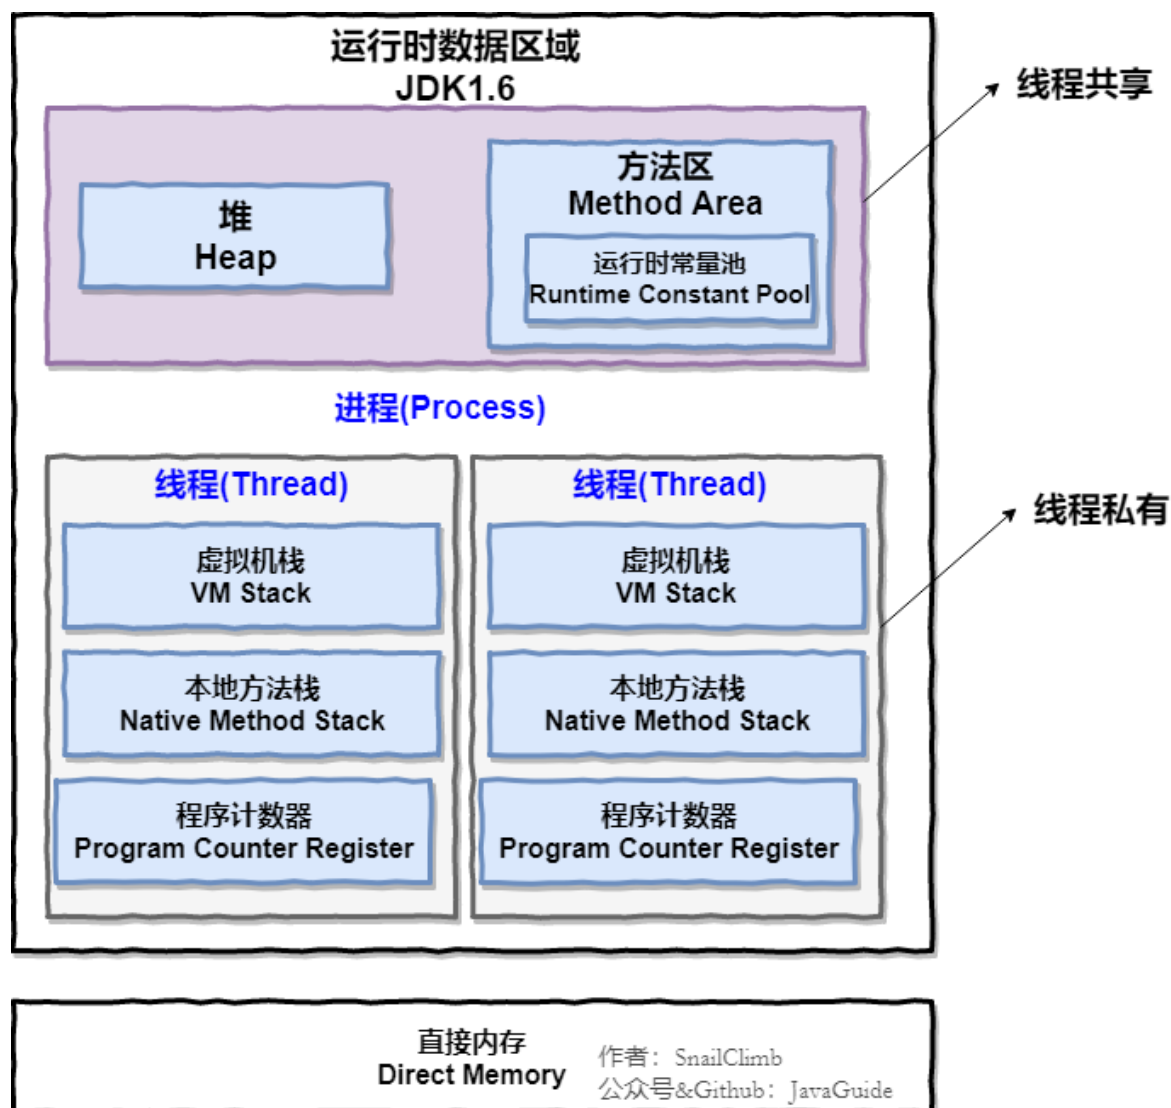 运行时数据区域
JDK1.6
线程共享
堆
Heap
方法区
Method Area
运行时常量池
Runtime Constant Pool
进程(Process)
线程(Thread)
虚拟机栈
VM Stack
本地方法栈
Native Method Stack
程序计数器
Program Counter Register
线程(Thread)
虚拟机栈
VM Stack
本地方法栈
Native Method Stack
程序计数器
Program Counter Register
线程私有
直接内存
Direct Memory
作者：SnailClimb
公众号&Github：JavaGuide